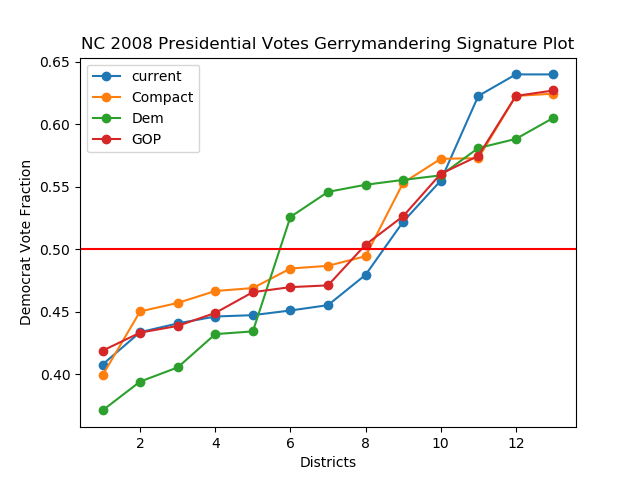 NC 2008 Presidential Votes Gerrymandering Signature Plot
current
Compact
Dem
GOP
Democrat Vote Fraction
0.65
0.60
0.55
0.50
0.45
0.40
2 4 6 8 10 12
Districts